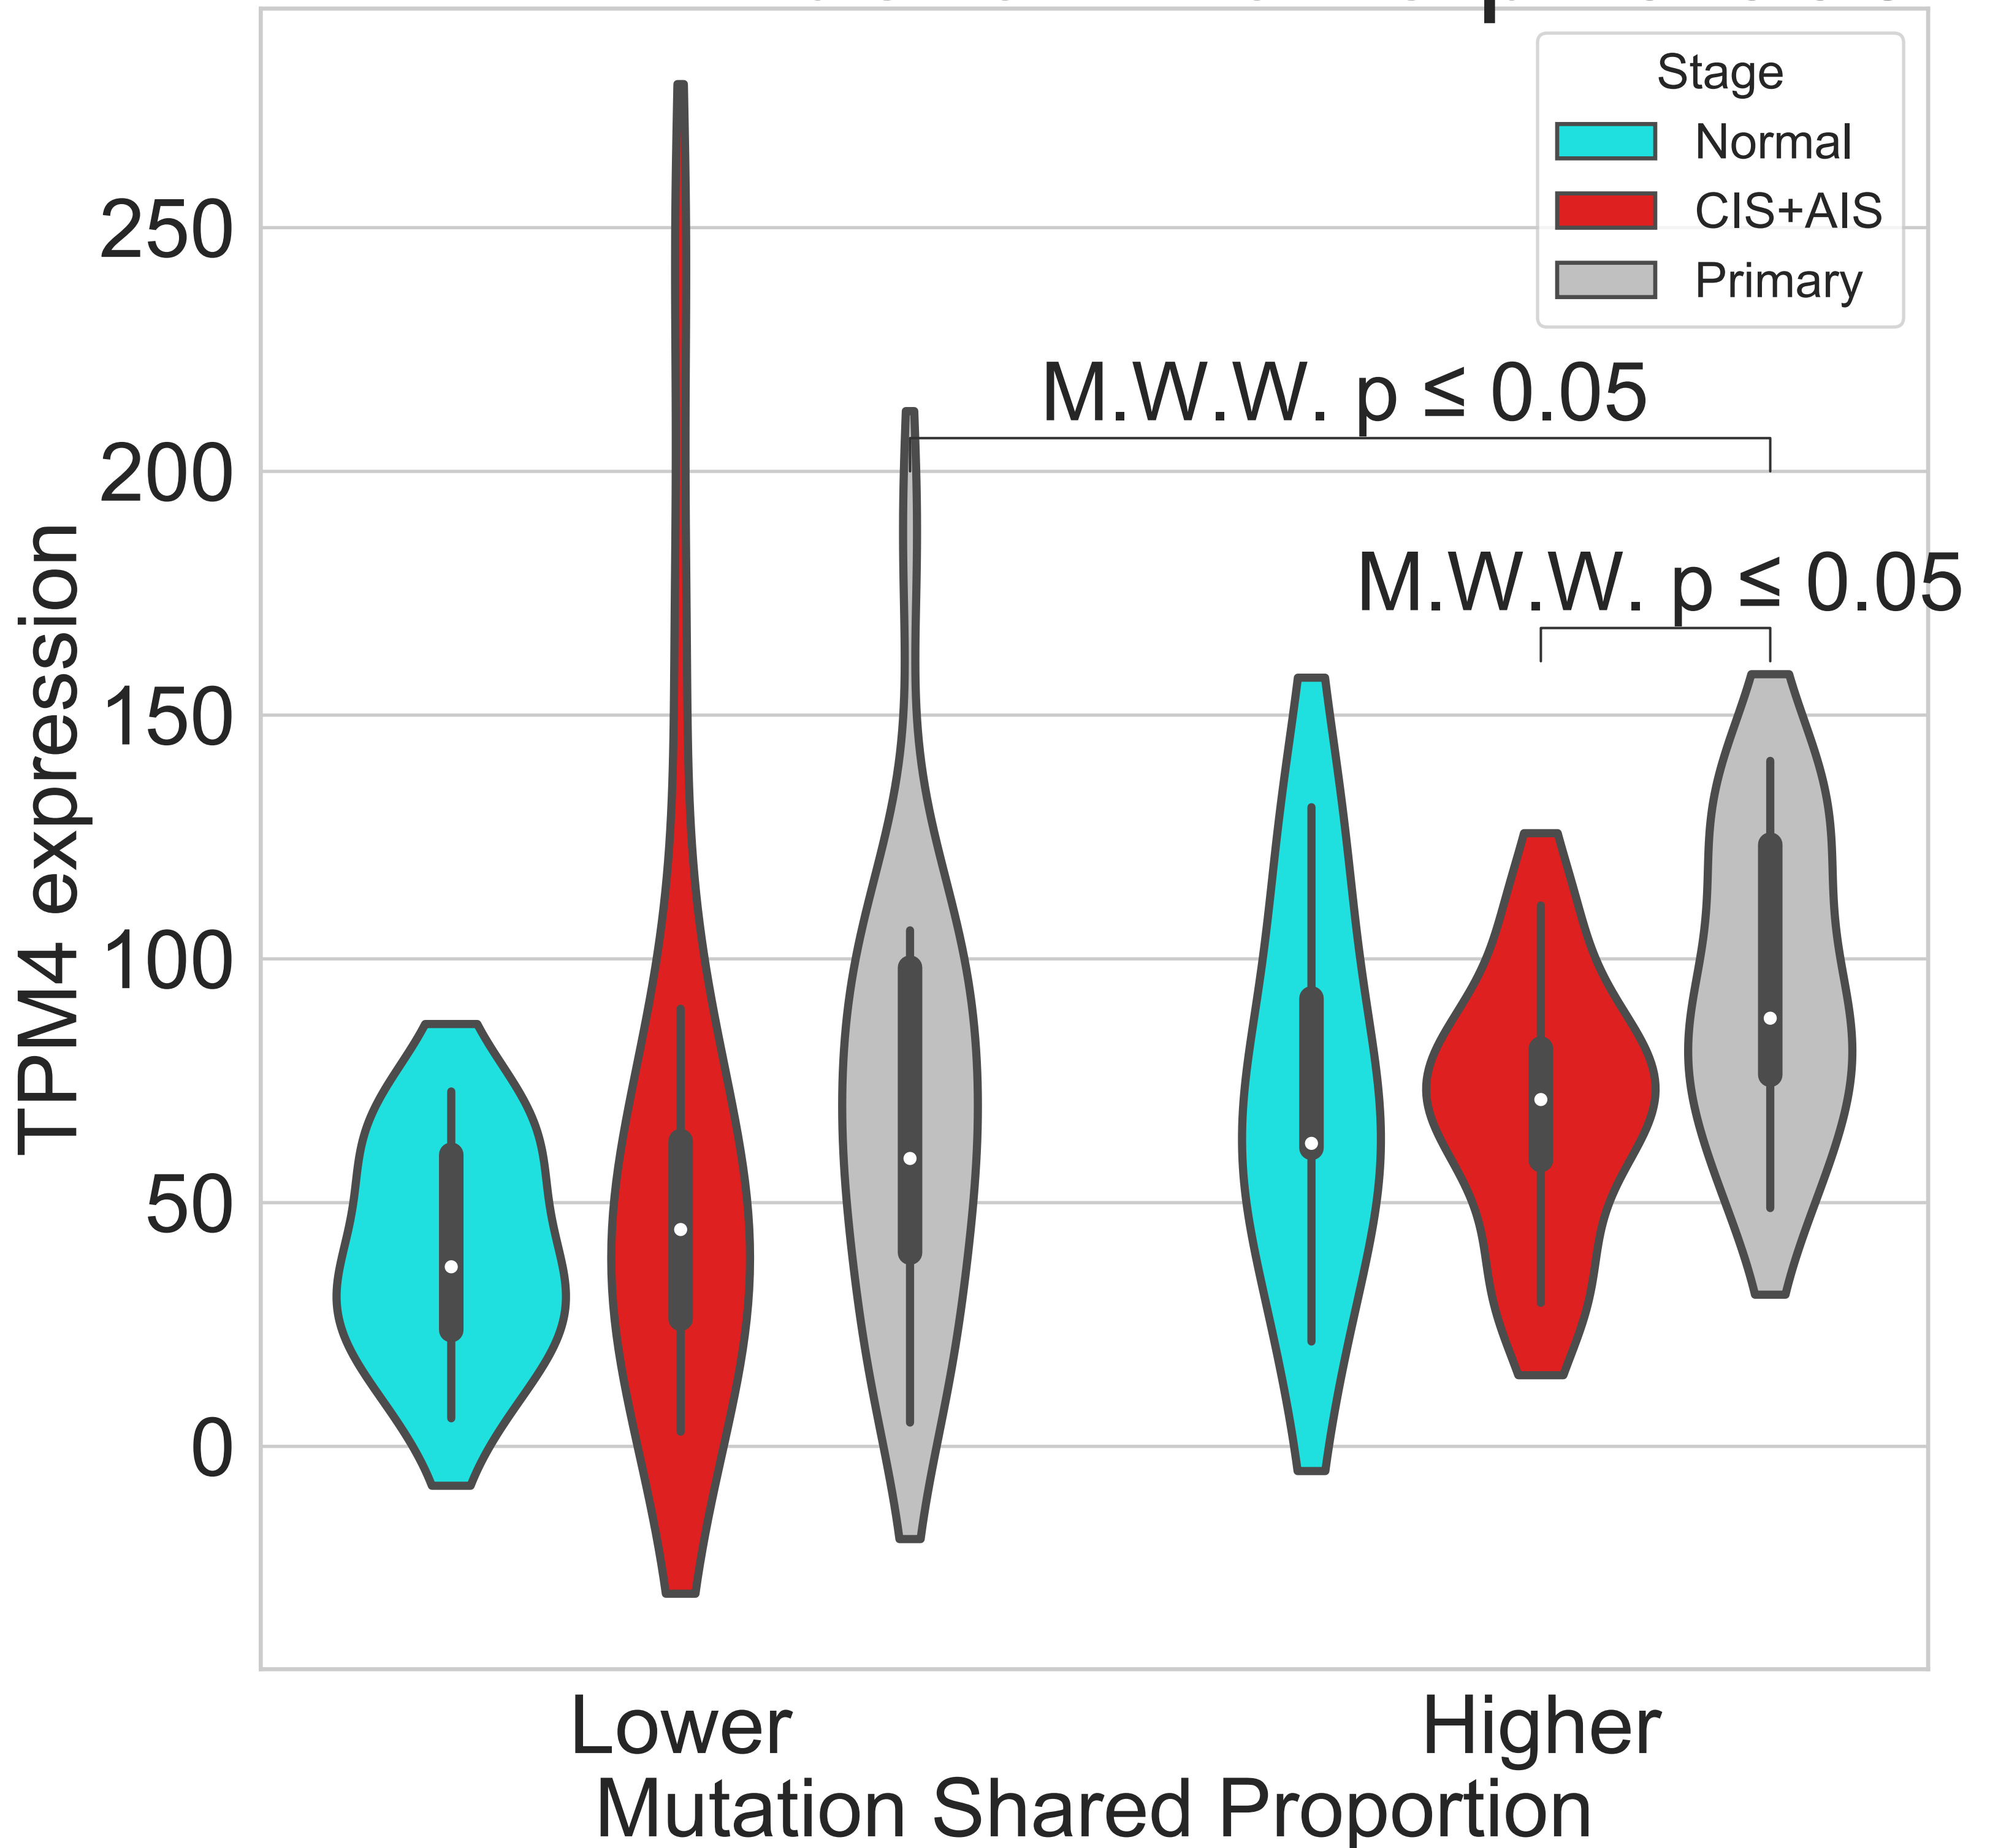 Stage
Normal
CIS+AIS
Primary
M.W.W. p ≤ 0.05
M.W.W. p ≤ 0.05
TPM4 expression
250
200
150
100
50
0
Lower
Higher
Mutation Shared Proportion